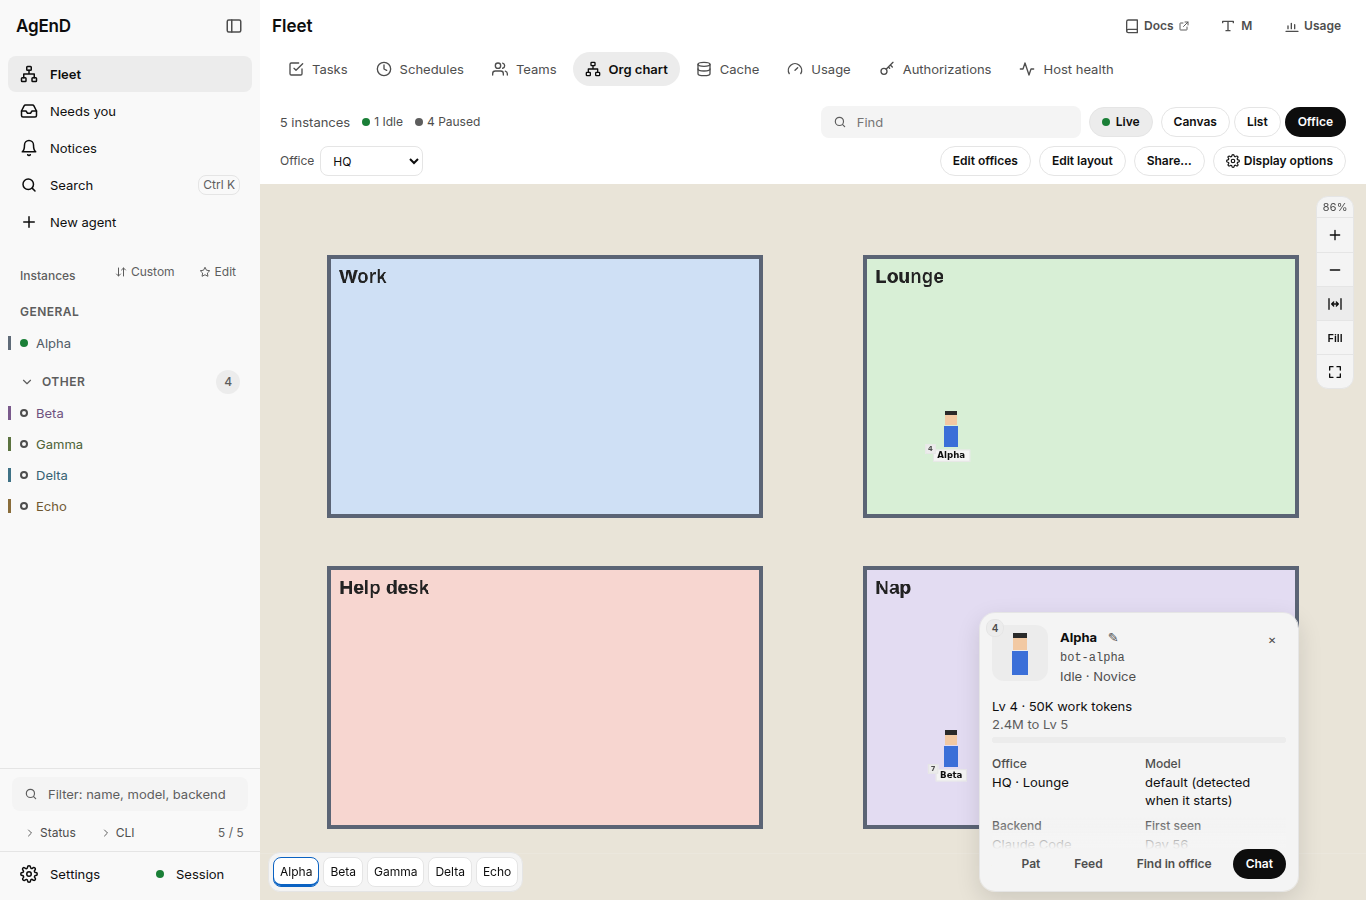 AgEnD
Fleet
Needs you
Notices
Search
Ctrl K
New agent
Instances
Custom
Edit
GENERAL
Alpha
OTHER
4
Beta
Gamma
Delta
Echo
Filter: name, model, backend
Status
CLI
5 / 5
Settings
Session
Fleet
Docs
M
Usage
Tasks
Schedules
Teams
Org chart
Cache
Usage
Authorizations
Host health
5 instances
1 Idle
4 Paused
Find
Live
Canvas
List
Office
Office
HQ
Edit offices
Edit layout
Share...
Display options
86%
Fill
Work
Lounge
4
Alpha
Help desk
Nap
7
Beta
4
Alpha
bot-alpha
Idle · Novice
Lv 4 · 50K work tokens
2.4M to Lv 5
Office
HQ · Lounge
Model
default (detected
when it starts)
Backend
Claude Code
First seen
Day 56
Pat
Feed
Find in office
Chat
Alpha
Beta
Gamma
Delta
Echo